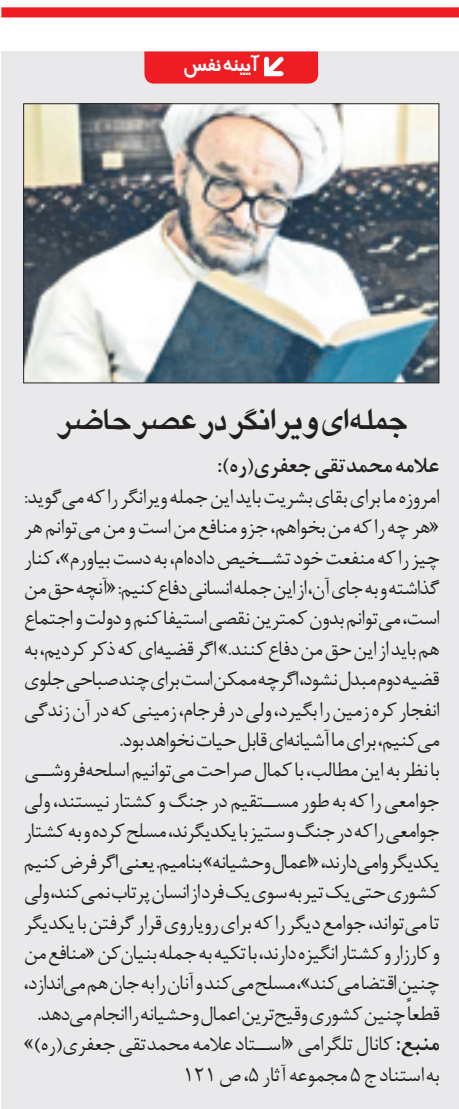 آیینه نفس
جمله‌ای ویرانگر در عصر حاضر
علامه محمدتقی جعفری(ره):
امروزه ما برای بقای بشریت باید این جمله ویرانگر را که می گوید:
«هر چه را که من بخواهم، جزو منافع من است و من می‌توانم هر
چیز را که منفعت خود تشخیص داده‌ام، به دست بیاورم»، کنار
گذاشته و به جای آن، از این جمله انسانی دفاع کنیم: «آنچه حق من
است، می‌توانم بدون کمترین نقصی استیفا کنم و دولت و اجتماع
هم باید از این حق من دفاع کنند.» اگر قضیه‌ای که ذکر کردیم، به
قضیه دوم مبدل نشود، اگرچه ممکن است برای چند صباحی جلوی
انفجار کره زمین را بگیرد، ولی در فرجام، زمینی که در آن زندگی
می‌کنیم، برای ما آشیانه‌ای قابل حیات نخواهد بود.
با نظر به این مطالب، با کمال صراحت می‌توانیم اسلحه‌فروشی
جوامعی را که به طور مستقیم در جنگ و کشتار نیستند، ولی
جوامعی را که در جنگ و ستیز با یکدیگرند، مسلح کرده و به کشتار
یکدیگر وامی‌دارند، «اعمال وحشیانه» بنامیم. یعنی اگر فرض کنیم
کشوری حتی یک تیر به سوی یک فرد از انسان پرتاب نمی‌کند، ولی
تا می‌تواند، جوامع دیگر را که برای رویاروی قرار گرفتن با یکدیگر
و کارزار و کشتار انگیزه دارند، با تکیه به جمله بنیان کن «منافع من
چنین اقتضا می‌کند»، مسلح می‌کند و آنان را به جان هم می‌اندازد،
قطعاً چنین کشوری وقیح‌ترین اعمال وحشیانه را انجام می‌دهد.
منبع: کانال تلگرامی «استاد علامه محمدتقی جعفری(ره)»
به استناد ج ۵ مجموعه آثار ۵، ص ۱۲۱